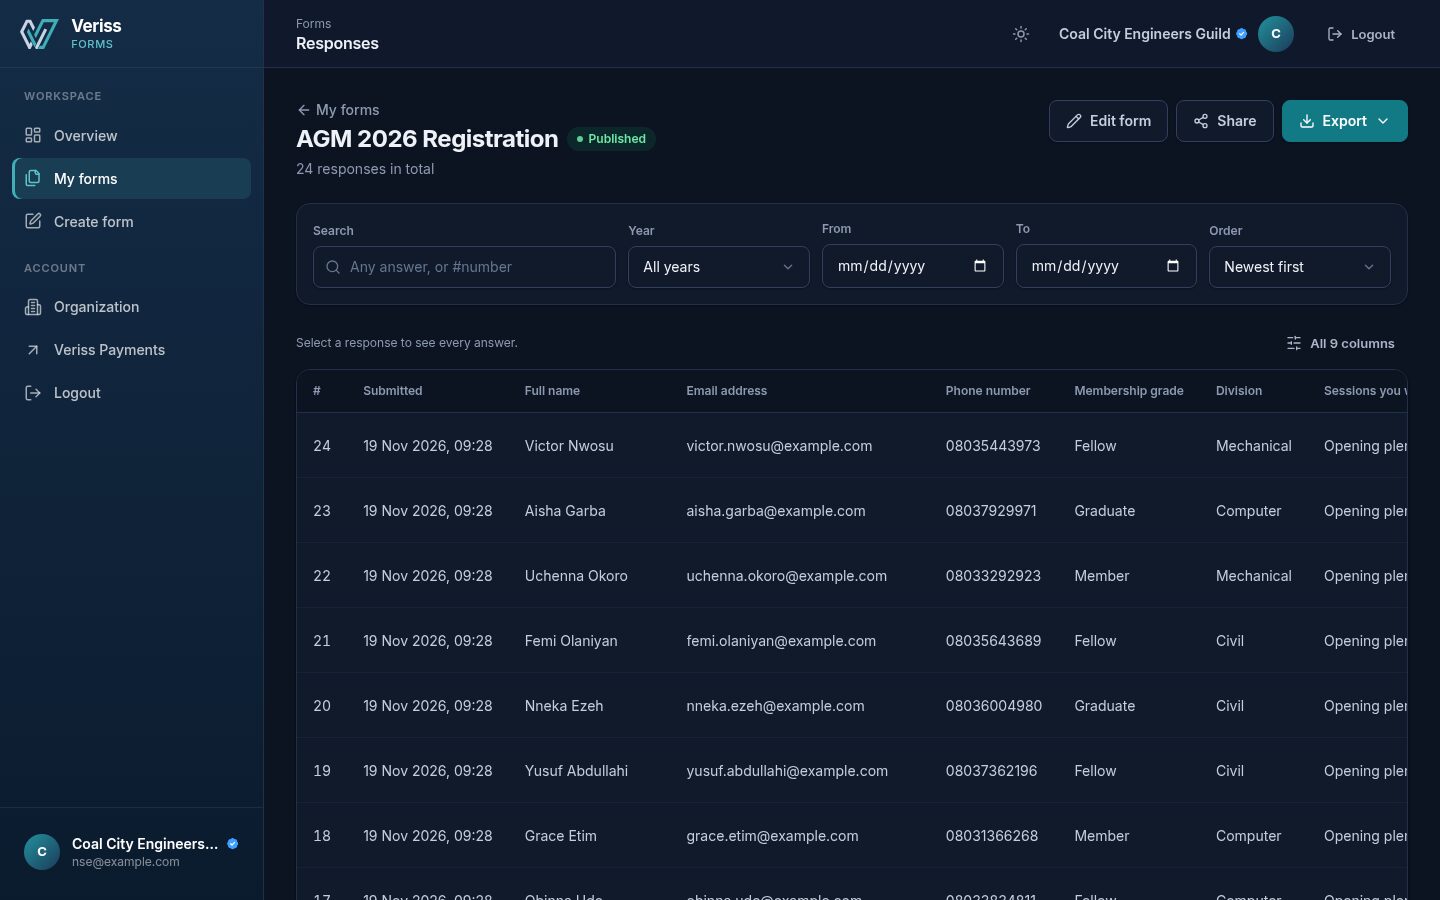 Veriss
FORMS
WORKSPACE
Overview
My forms
Create form
ACCOUNT
Organization
Veriss Payments
Logout
C
Coal City Engineers...
nse@example.com
Forms
Responses
Coal City Engineers Guild
C
Logout
My forms
AGM 2026 Registration
Published
24 responses in total
Edit form
Share
Export
Search
Year
From
To
Order
Any answer, or #number
All years
mm/dd/yyyy
mm/dd/yyyy
Newest first
Select a response to see every answer.
All 9 columns
# Submitted Full name Email address Phone number Membership grade Division Sessions you
24 19 Nov 2026, 09:28 Victor Nwosu victor.nwosu@example.com 08035443973 Fellow Mechanical Opening
23 19 Nov 2026, 09:28 Aisha Garba aisha.garba@example.com 08037929971 Graduate Computer Opening
22 19 Nov 2026, 09:28 Uchenna Okoro uchenna.okoro@example.com 08033292923 Member Mechanical Opening
21 19 Nov 2026, 09:28 Femi Olaniyan femi.olaniyan@example.com 08035643689 Fellow Civil Opening
20 19 Nov 2026, 09:28 Nneka Ezeh nneka.ezeh@example.com 08036004980 Graduate Civil Opening
19 19 Nov 2026, 09:28 Yusuf Abdullahi yusuf.abdullahi@example.com 08037362196 Fellow Civil Opening
18 19 Nov 2026, 09:28 Grace Etim grace.etim@example.com 08031366268 Member Computer Opening